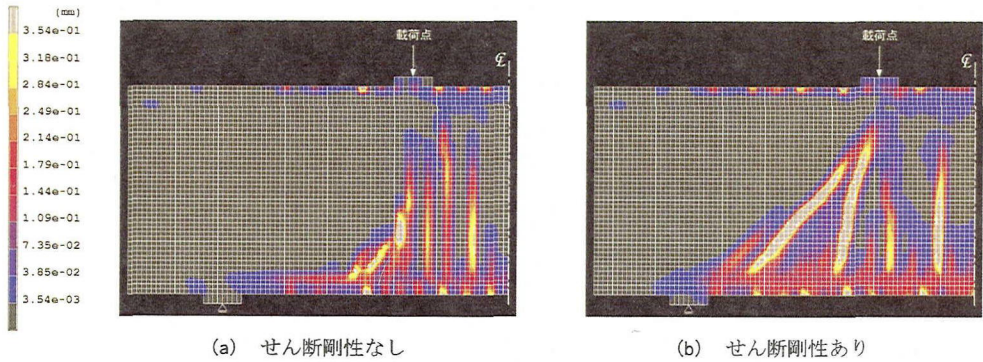 (mm)
3.54e-01
3.18e-01
2.84e-01
2.49e-01
2.14e-01
1.79e-01
1.44e-01
1.09e-01
7.35e-02
3.85e-02
3.54e-03
載荷点
℄
載荷点
℄
(a) せん断剛性なし
(b) せん断剛性あり